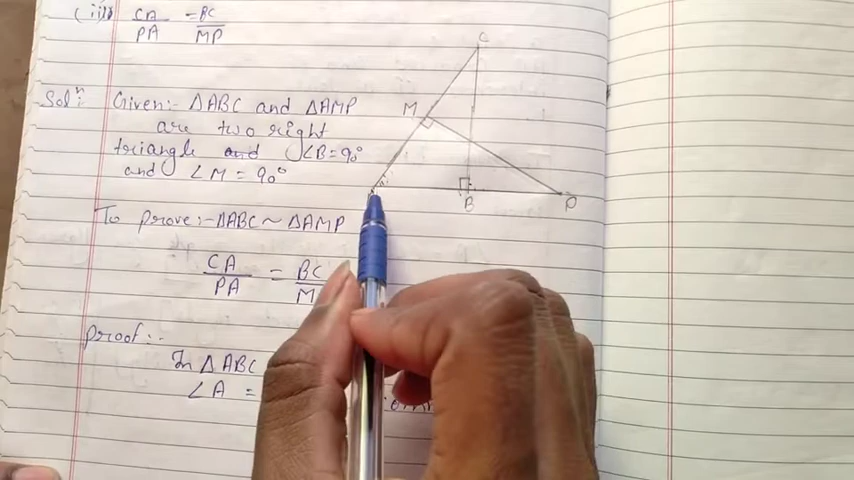 (iii) CA/PA = BC/MP
Solⁿ: Given:- ΔABC and ΔAMP
are two right
triangle and ∠B=90°
and ∠M = 90°
To prove:- ΔABC ~ ΔAMP
CA/PA = BC/M
proof:-
In ΔABC
∠A =
C
M
B
P